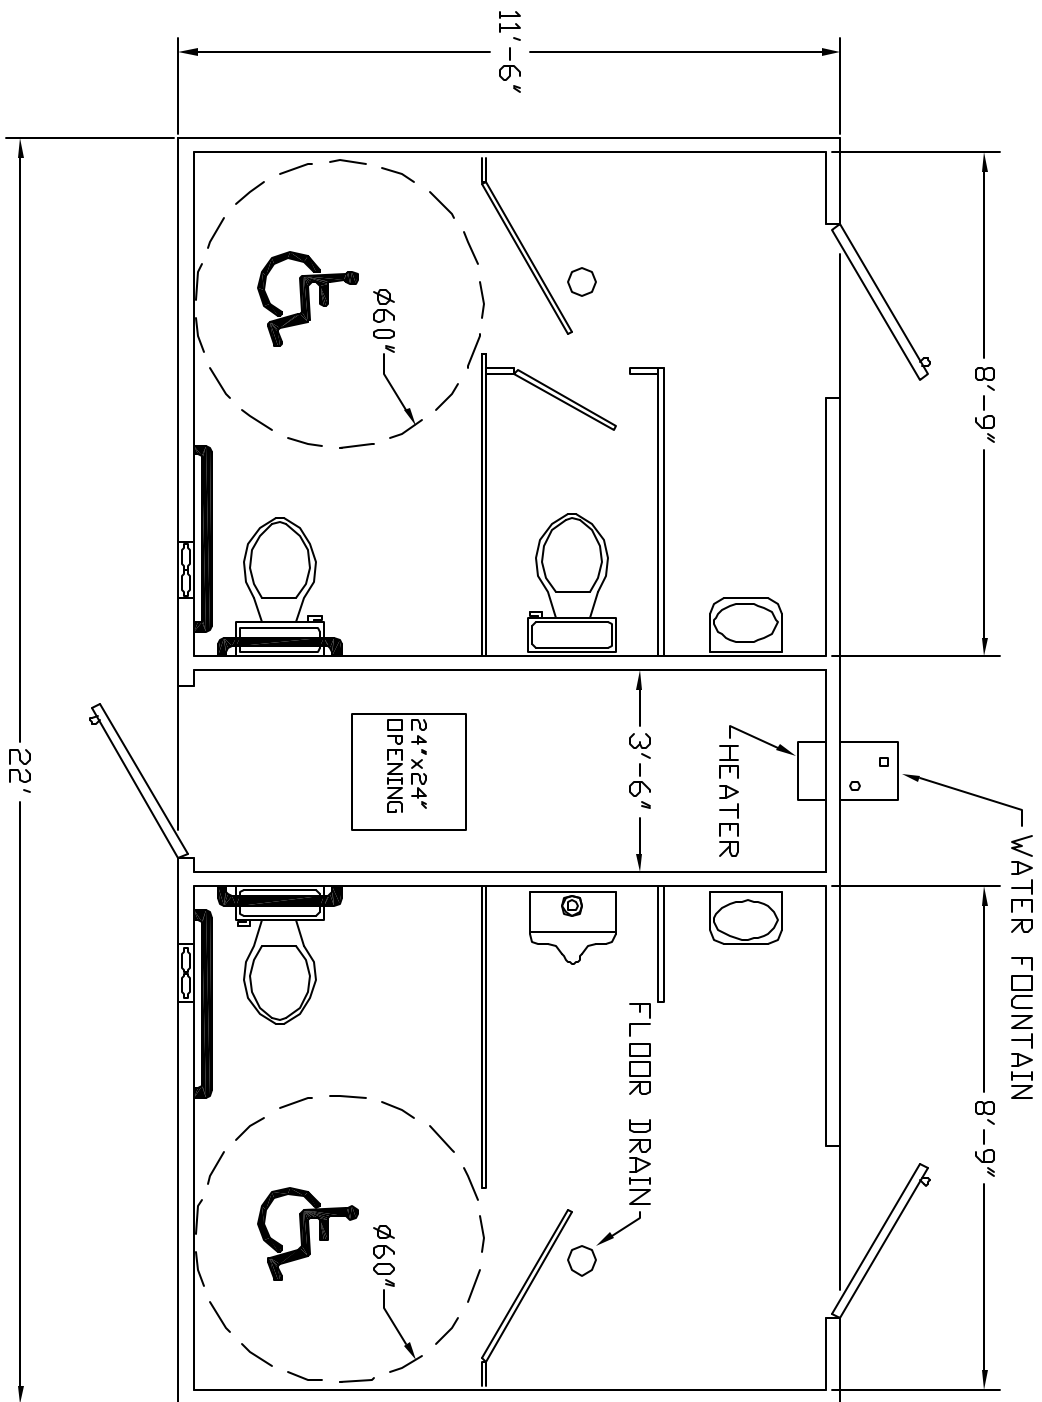 11'-6"
8'-9"
Ø60"
22'
24"x24"
OPENING
3'-6"
HEATER
WATER FOUNTAIN
FLOOR DRAIN
8'-9"
Ø60"